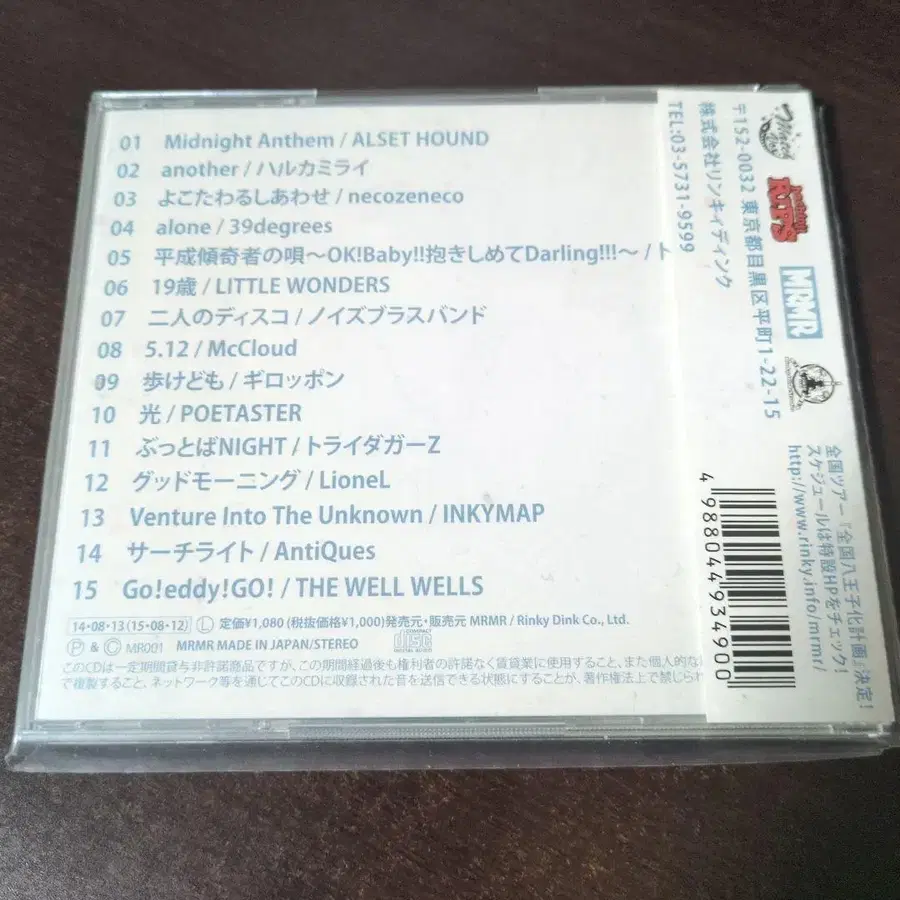 01 Midnight Anthem / ALSET HOUND
02 another / ハルカミライ
03 よこたわるしあわせ / necozeneco
04 alone / 39degrees
05 平成傾奇者の唄～OK!Baby!!抱きしめてDarling!!!～ / ト
06 19歳 / LITTLE WONDERS
07 二人のディスコ / ノイズブラスバンド
08 5.12 / McCloud
09 歩けども / ギロッポン
10 光 / POETASTER
11 ぶっとばNIGHT / トライダガーZ
12 グッドモーニング / LioneL
13 Venture Into The Unknown / INKYMAP
14 サーチライト / AntiQues
15 Go!eddy!GO! / THE WELL WELLS
14・08・13 (15・08・12) Ⓛ 定価¥1,080 (税抜価格¥1,000) 発売元・販売元 MRMR / Rinky Dink Co., Ltd.
Ⓟ & Ⓒ MR001 MRMR MADE IN JAPAN/STEREO COMPACT disc DIGITAL AUDIO
このCDは一定期間貸与非許諾商品ですが、この期間経過後も権利者の許諾なく賃貸業に使用すること、また個人的な
で複製すること、ネットワーク等を通じてこのCDに収録された音を送信できる状態にすることが、著作権法上で禁じられ
Match Vox
RIPS
MRMR
〒152-0032 東京都目黒区平町1-22-15
株式会社リンキィディンク
TEL:03-5731-9599
全国ツアー『全国八王子化計画』決定!
スケジュールは特設HPをチェック!
http://www.rinky.info/mrmr/
4 988044 934900